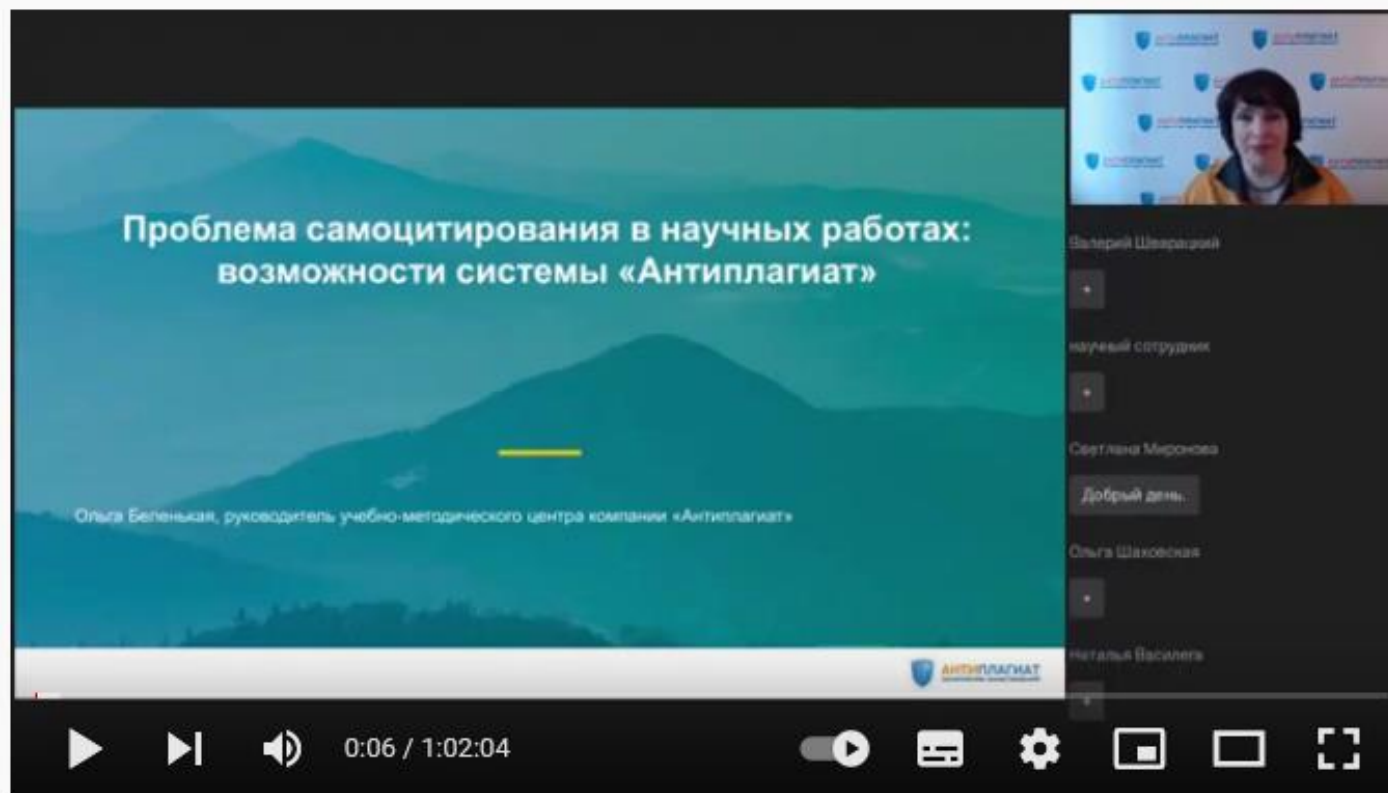 Проблема самоцитирования в научных работах:
возможности системы «Антиплагиат»
Ольга Беленькая, руководитель учебно-методического центра компании «Антиплагиат»
АНТИПЛАГИАТ
Валерий Шварацкий
+
научный сотрудник
+
Светлана Миронова
Добрый день.
Ольга Шаховская
+
Наталья Василега
+
0:06 / 1:02:04